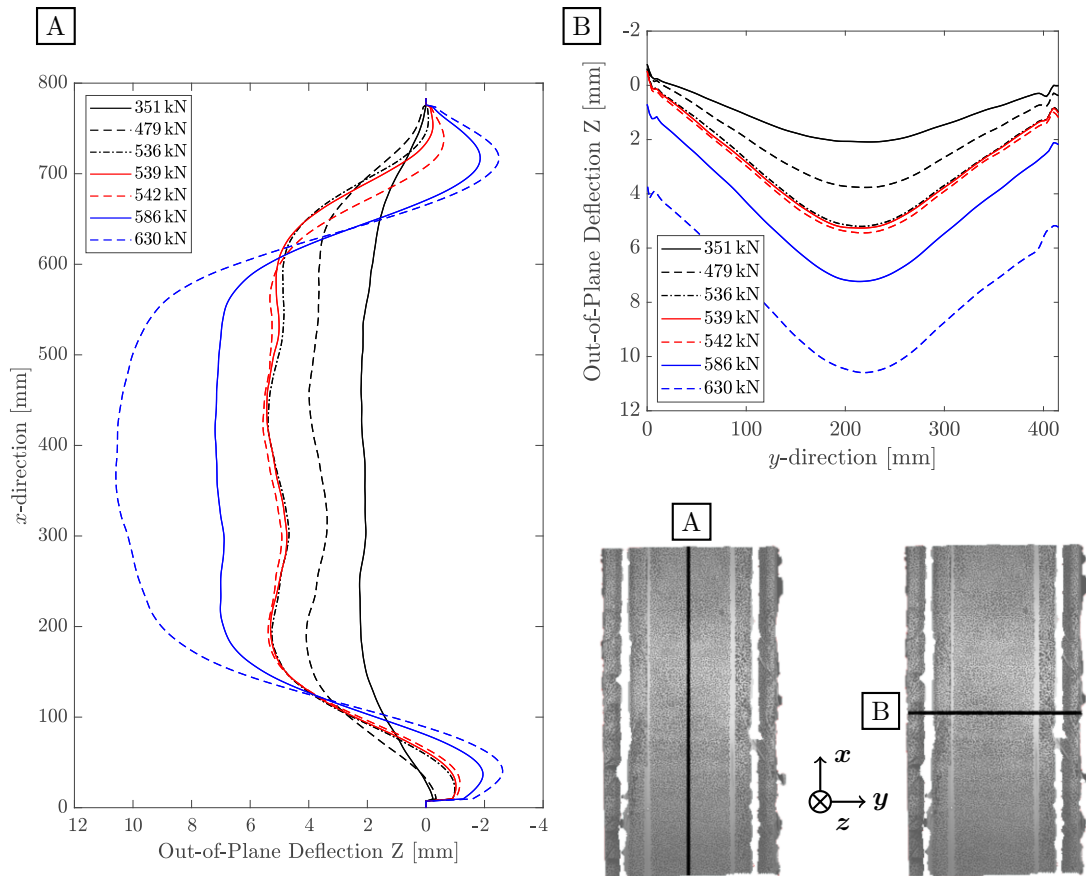 A
800
700
600
500
400
300
200
100
0
x-direction [mm]
351 kN
479 kN
536 kN
539 kN
542 kN
586 kN
630 kN
12 10 8 6 4 2 0 -2 -4
Out-of-Plane Deflection Z [mm]
B
-2
0
2
4
6
8
10
12
Out-of-Plane Deflection Z [mm]
351 kN
479 kN
536 kN
539 kN
542 kN
586 kN
630 kN
0 100 200 300 400
y-direction [mm]
A
B
x
y
z